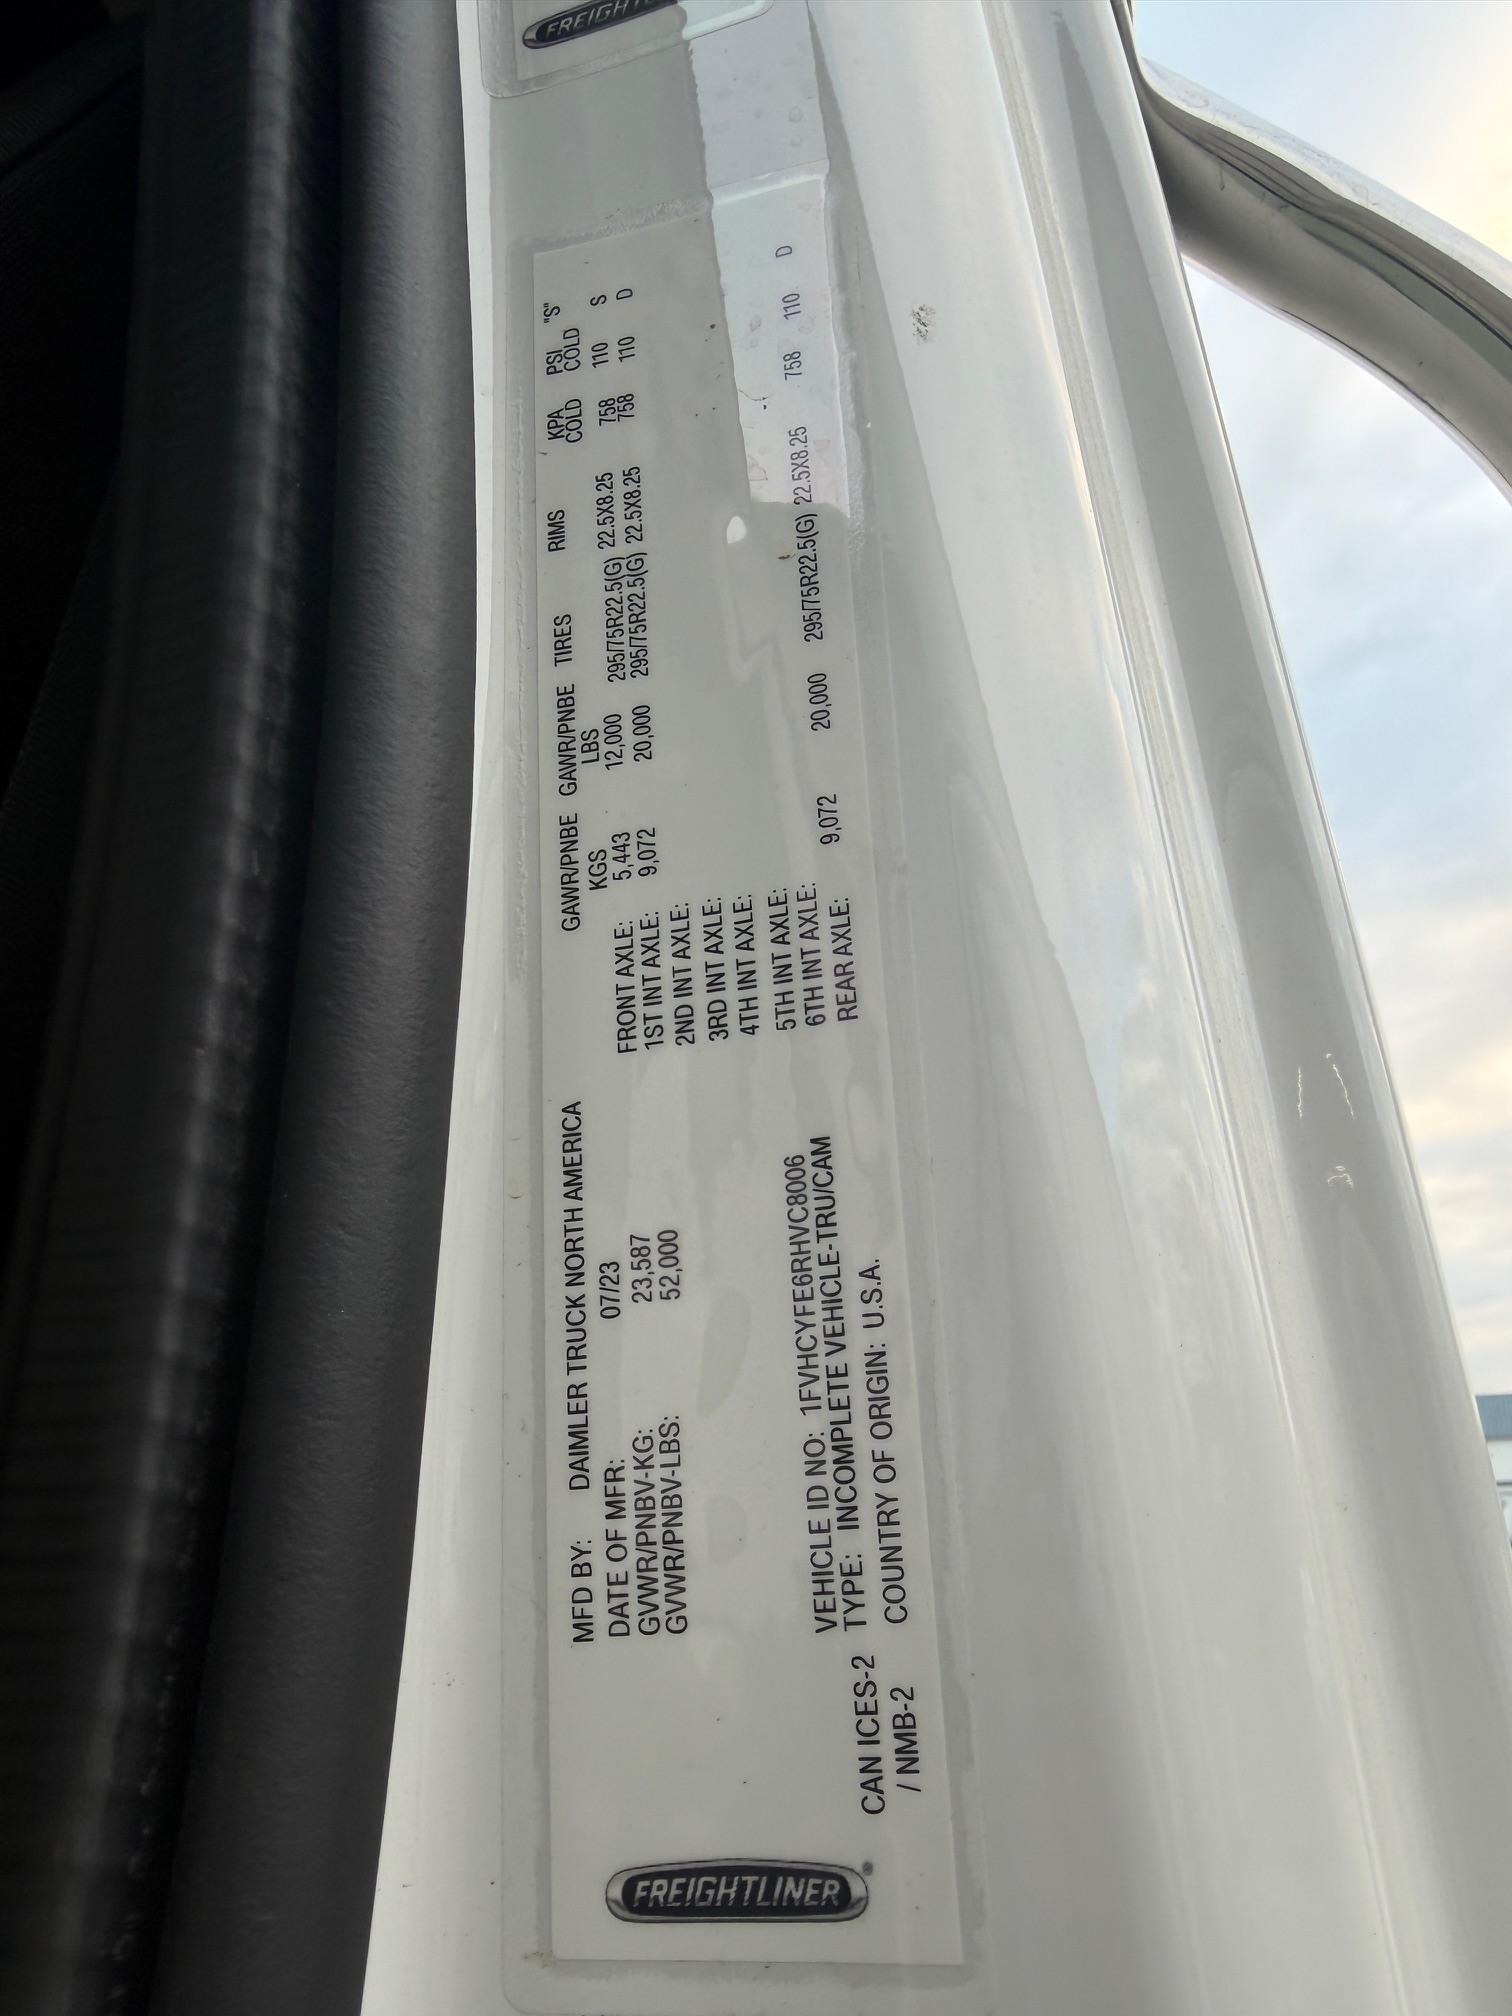 FREIGHTLINER
MFD BY: DAIMLER TRUCK NORTH AMERICA
DATE OF MFR: 07/23
GVWR/PNBV-KG: 23,587
GVWR/PNBV-LBS: 52,000
VEHICLE ID NO: 1FVHCYFE6RHVC8006
TYPE: INCOMPLETE VEHICLE-TRU/CAM
COUNTRY OF ORIGIN: U.S.A.
CAN ICES-2
/ NMB-2
GAWR/PNBE GAWR/PNBE TIRES RIMS KPA PSI "S"
KGS LBS COLD COLD
FRONT AXLE: 5,443 12,000 295/75R22.5(G) 22.5X8.25 758 110 S
1ST INT AXLE: 9,072 20,000 295/75R22.5(G) 22.5X8.25 758 110 D
2ND INT AXLE:
3RD INT AXLE:
4TH INT AXLE:
5TH INT AXLE:
6TH INT AXLE:
REAR AXLE: 9,072 20,000 295/75R22.5(G) 22.5X8.25 758 110 D